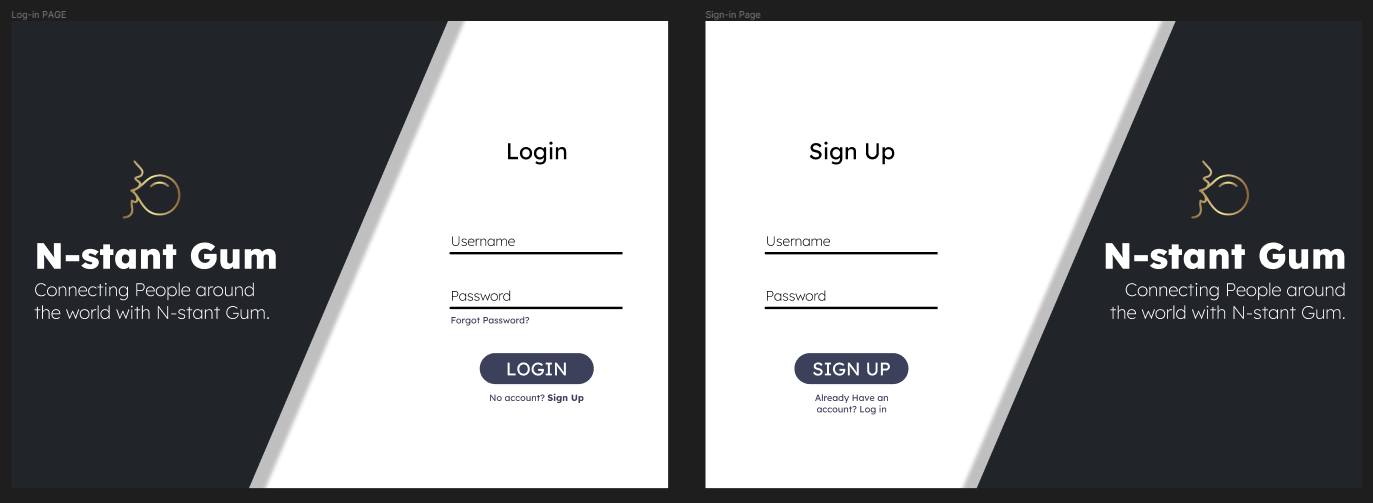 Log-in PAGE
N-stant Gum
Connecting People around
the world with N-stant Gum.
Login
Username
Password
Forgot Password?
LOGIN
No account? Sign Up
Sign-in Page
Sign Up
Username
Password
SIGN UP
Already Have an
account? Log in
N-stant Gum
Connecting People around
the world with N-stant Gum.